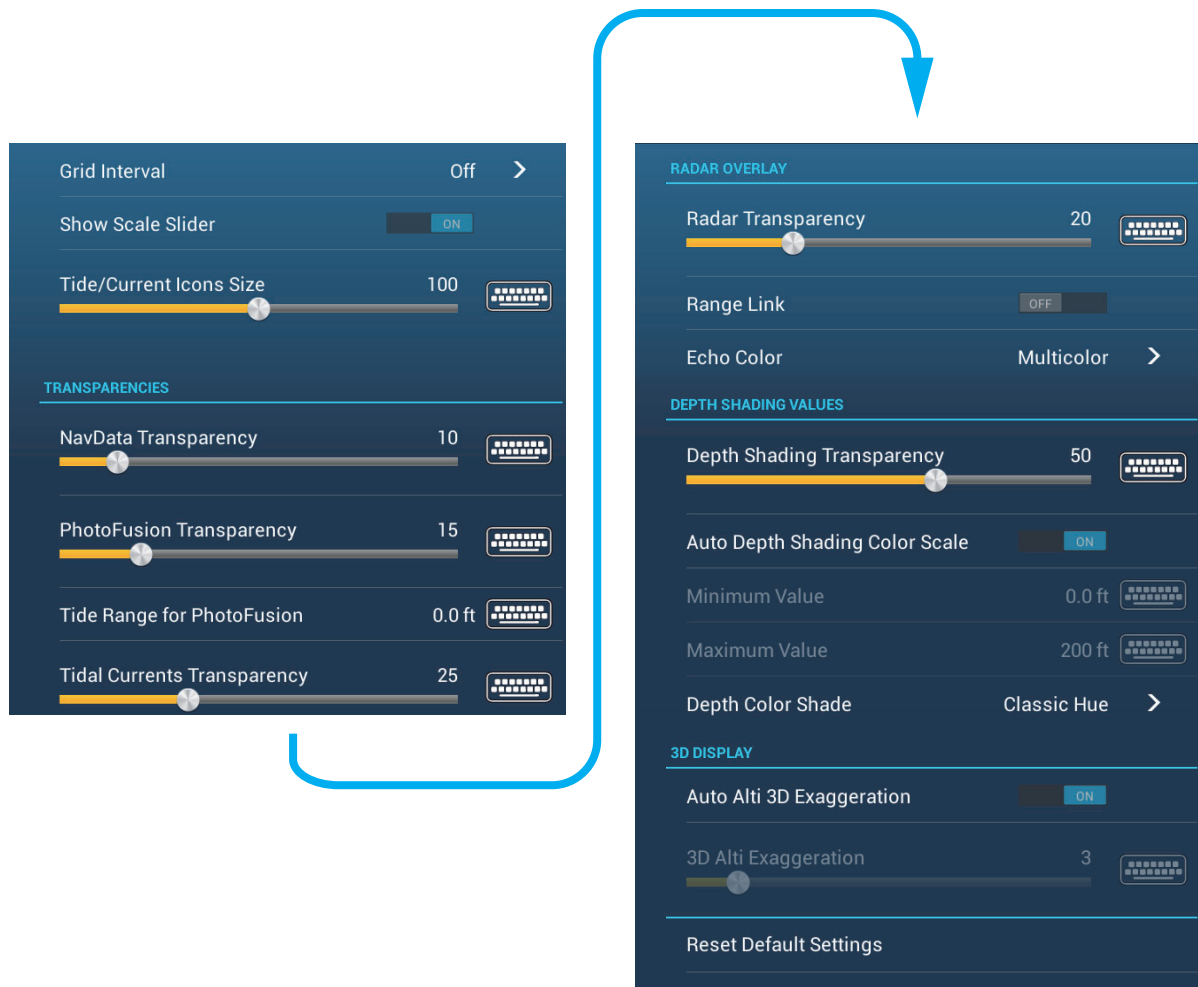 Grid Interval Off
Show Scale Slider ON
Tide/Current Icons Size 100
TRANSPARENCIES
NavData Transparency 10
PhotoFusion Transparency 15
Tide Range for PhotoFusion 0.0 ft
Tidal Currents Transparency 25
RADAR OVERLAY
Radar Transparency 20
Range Link OFF
Echo Color Multicolor
DEPTH SHADING VALUES
Depth Shading Transparency 50
Auto Depth Shading Color Scale ON
Minimum Value 0.0 ft
Maximum Value 200 ft
Depth Color Shade Classic Hue
3D DISPLAY
Auto Alti 3D Exaggeration ON
3D Alti Exaggeration 3
Reset Default Settings